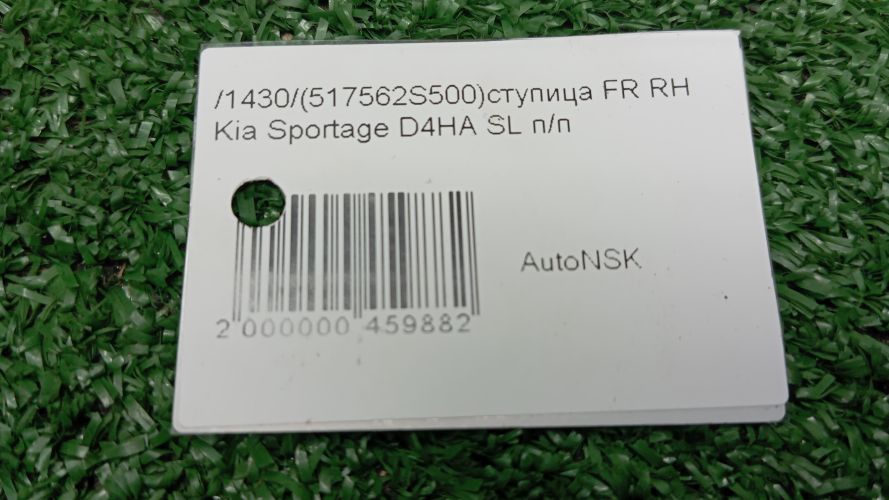 /1430/(517562S500)ступица FR RH
Kia Sportage D4HA SL п/п
AutoNSK
2 000000 459882